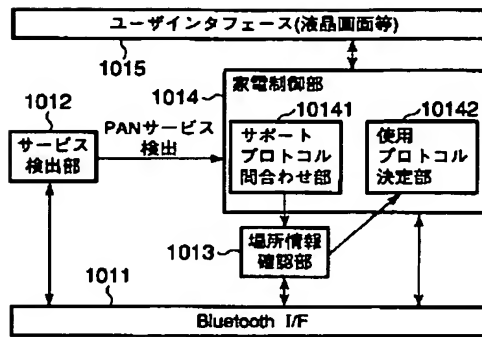 ユーザインタフェース(液晶画面等)
1015
1014
家電制御部
1012
サービス
検出部
PANサービス
検出
10141
サポート
プロトコル
問合わせ部
10142
使用
プロトコル
決定部
1013
場所情報
確認部
1011
Bluetooth I/F